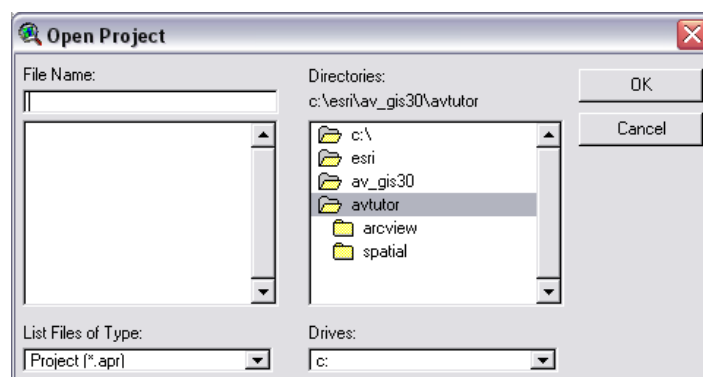 Open Project
File Name:
Directories:
c:\esri\av_gis30\avtutor
OK
Cancel
c:\
esri
av_gis30
avtutor
arcview
spatial
List Files of Type:
Project (*.apr)
Drives:
c: